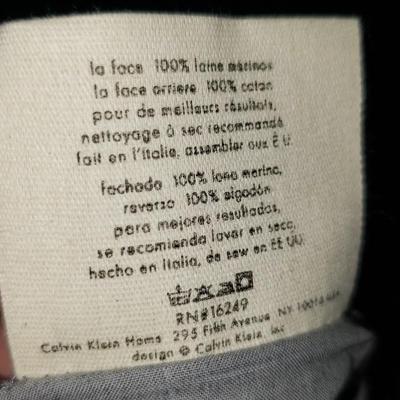 la face 100% laine mérinos
la face arriere 100% coton
pour de meilleurs résultats,
nettoyage à sec recommandé
fait en l'italie, assembler aux É U.
fachada 100% lana merino,
reverso 100% algodón
para mejores resultados,
se recomienda lavar en seco,
hecho en italia, de sew en EE UU.
RN#16249
Calvin Klein Home 295 Fifth Avenue NY 10016
design © Calvin Klein, Inc